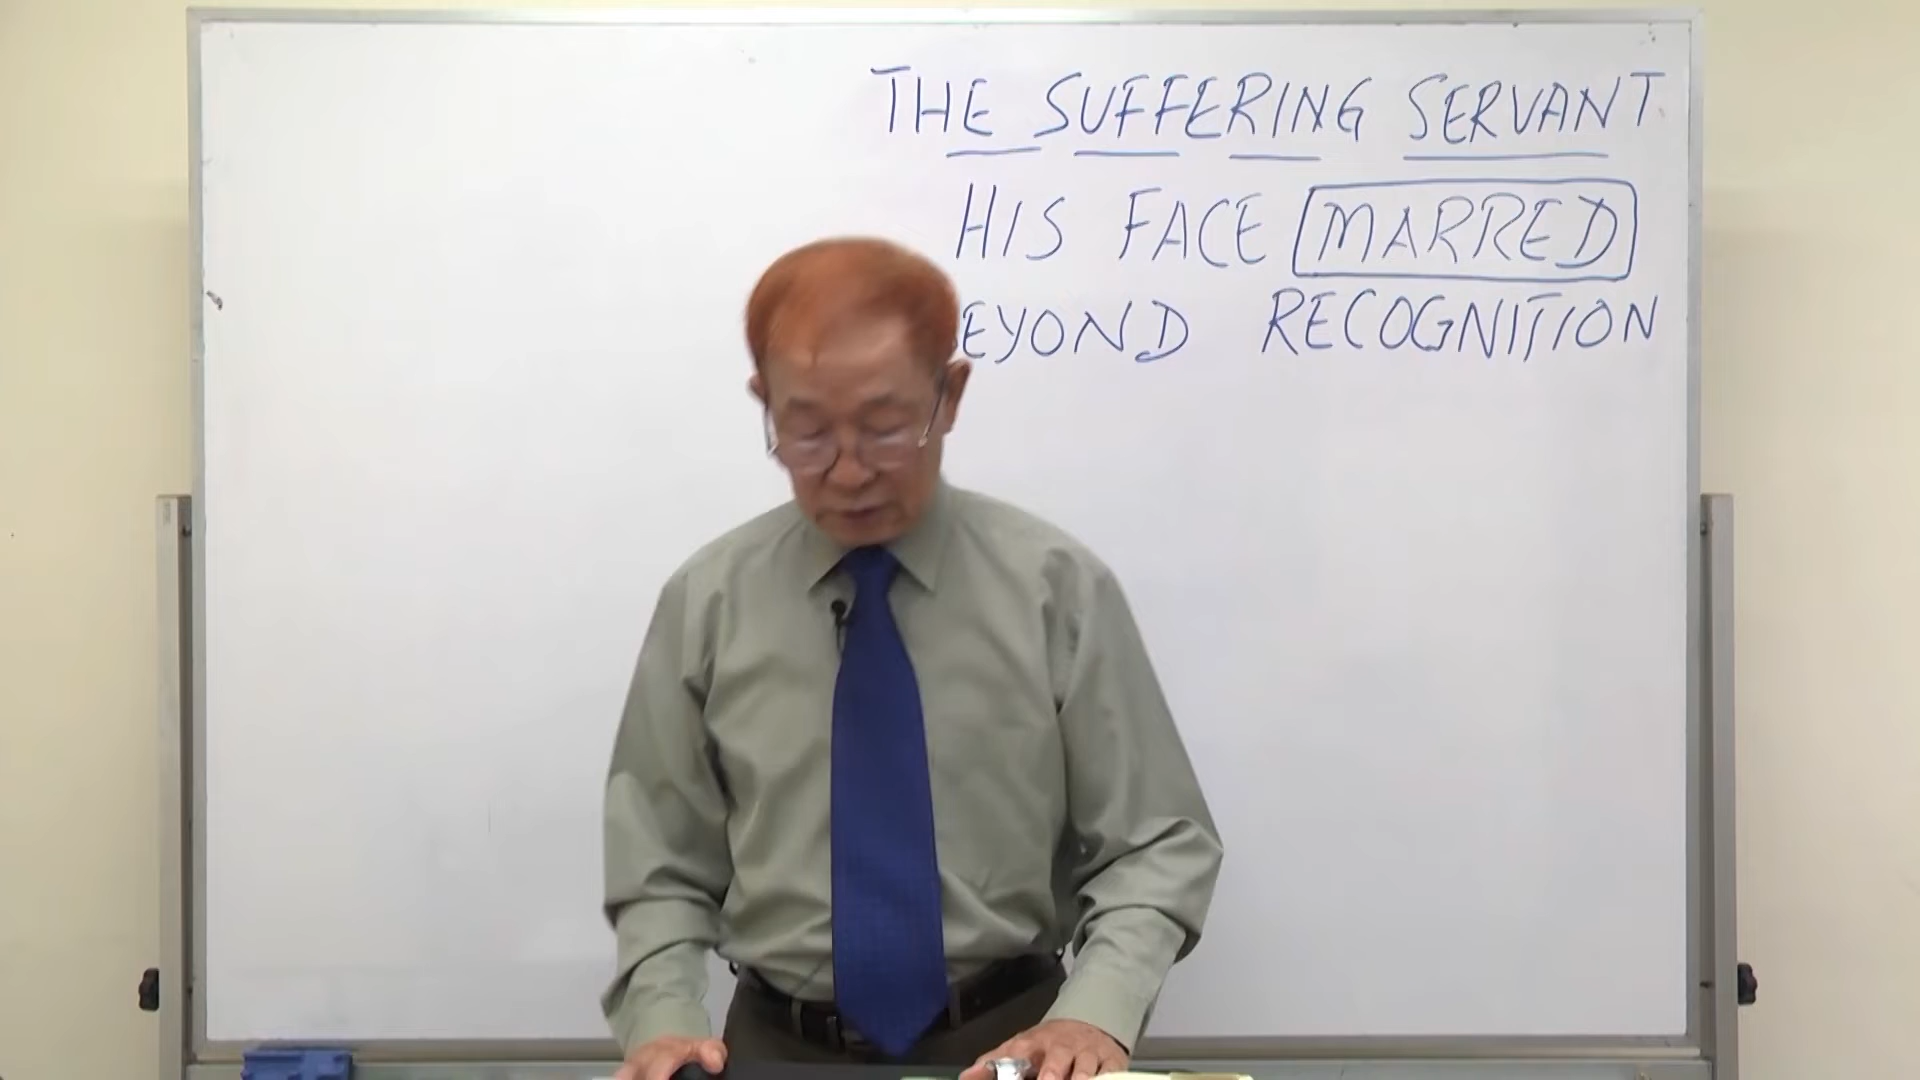 THE SUFFERING SERVANT
HIS FACE MARRED
EYOND RECOGNITION